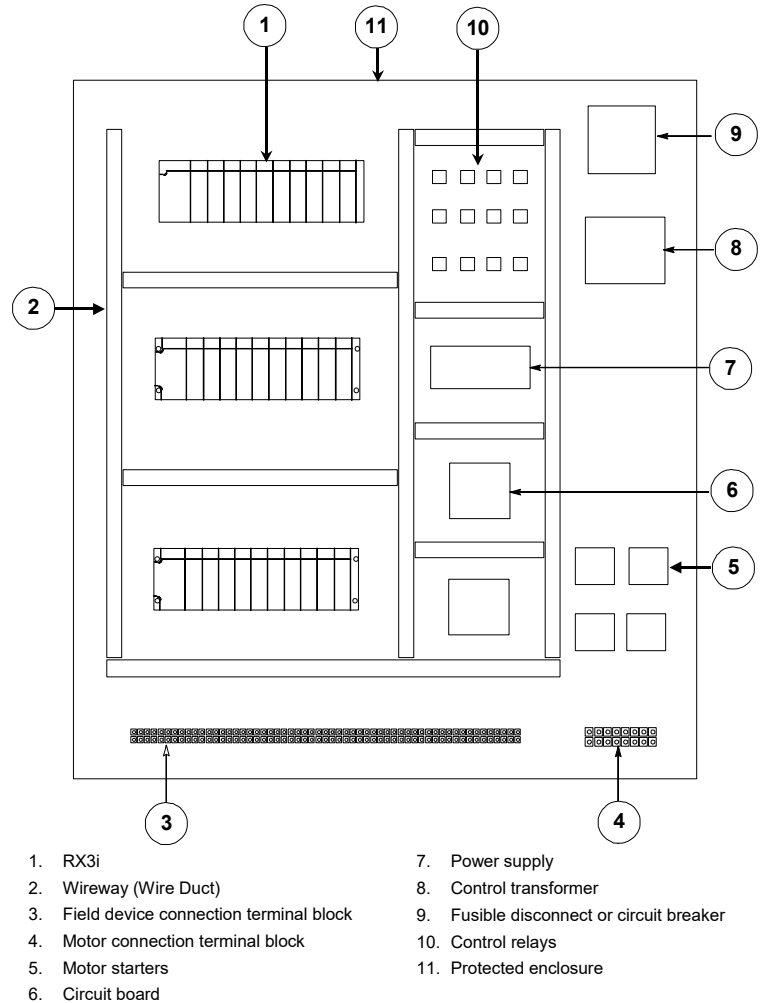 1
11
10
9
8
2
7
6
5
3
4
1. RX3i
2. Wireway (Wire Duct)
3. Field device connection terminal block
4. Motor connection terminal block
5. Motor starters
6. Circuit board
7. Power supply
8. Control transformer
9. Fusible disconnect or circuit breaker
10. Control relays
11. Protected enclosure